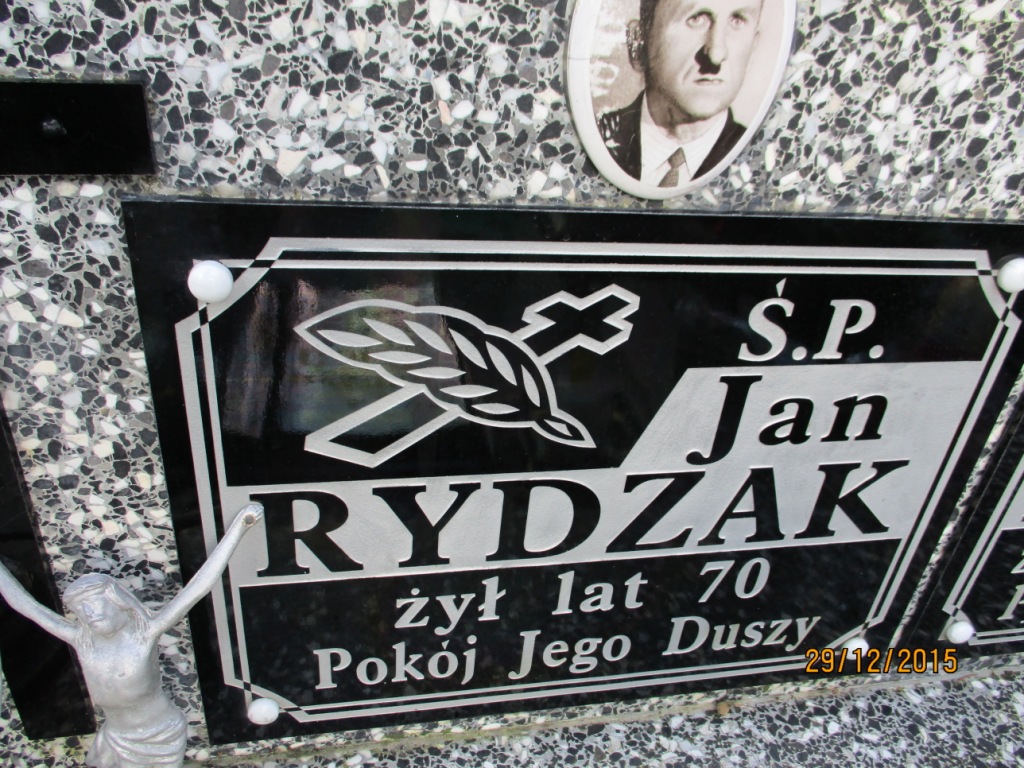 Ś.P.
Jan
RYDZAK
żył lat 70
Pokój Jego Duszy
29/12/2015